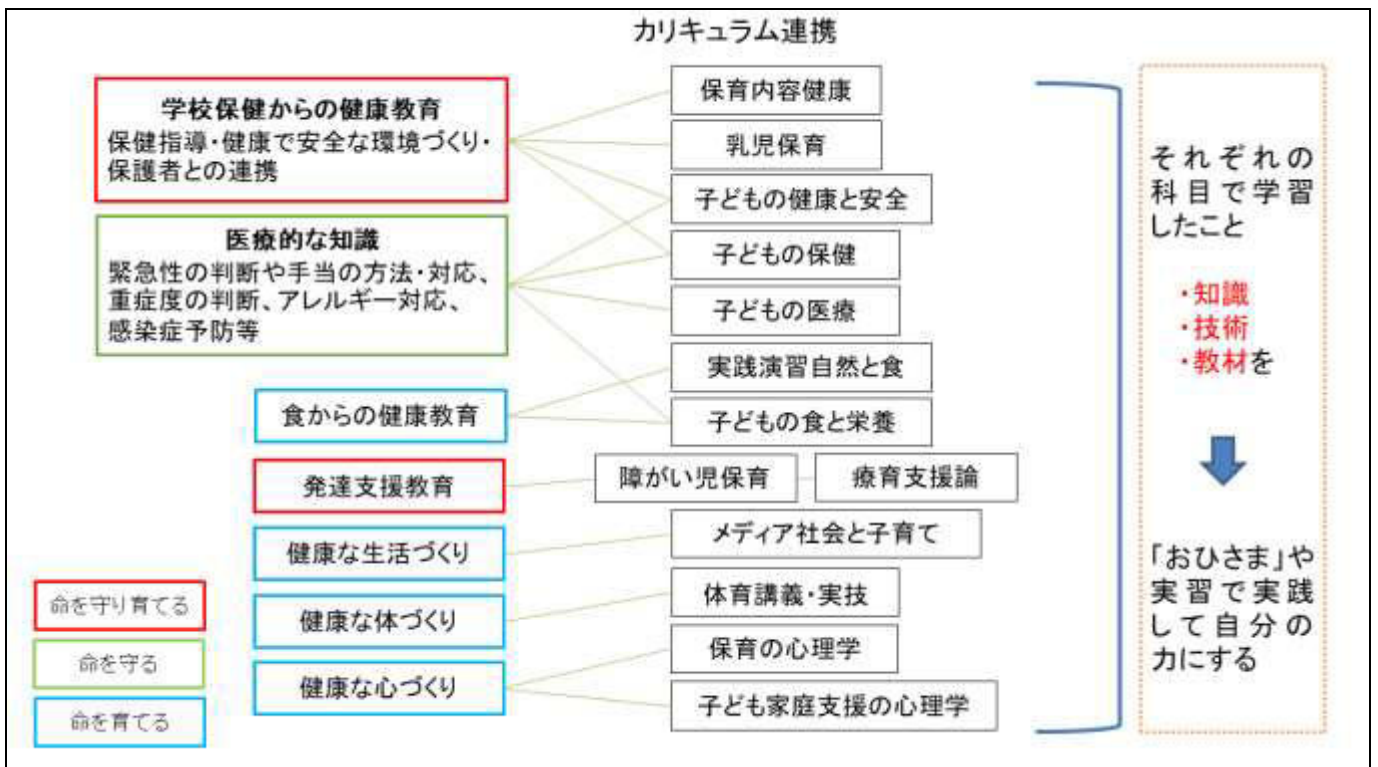 カリキュラム連携
学校保健からの健康教育
保健指導・健康で安全な環境づくり・
保護者との連携
医療的な知識
緊急性の判断や手当の方法・対応、
重症度の判断、アレルギー対応、
感染症予防等
食からの健康教育
発達支援教育
健康な生活づくり
健康な体づくり
健康な心づくり
命を守り育てる
命を守る
命を育てる
保育内容健康
乳児保育
子どもの健康と安全
子どもの保健
子どもの医療
実践演習自然と食
子どもの食と栄養
障がい児保育
療育支援論
メディア社会と子育て
体育講義・実技
保育の心理学
子ども家庭支援の心理学
それぞれの
科目で学習
したこと
・知識
・技術
・教材を
「おひさま」や
実習で実践
して自分の
力にする